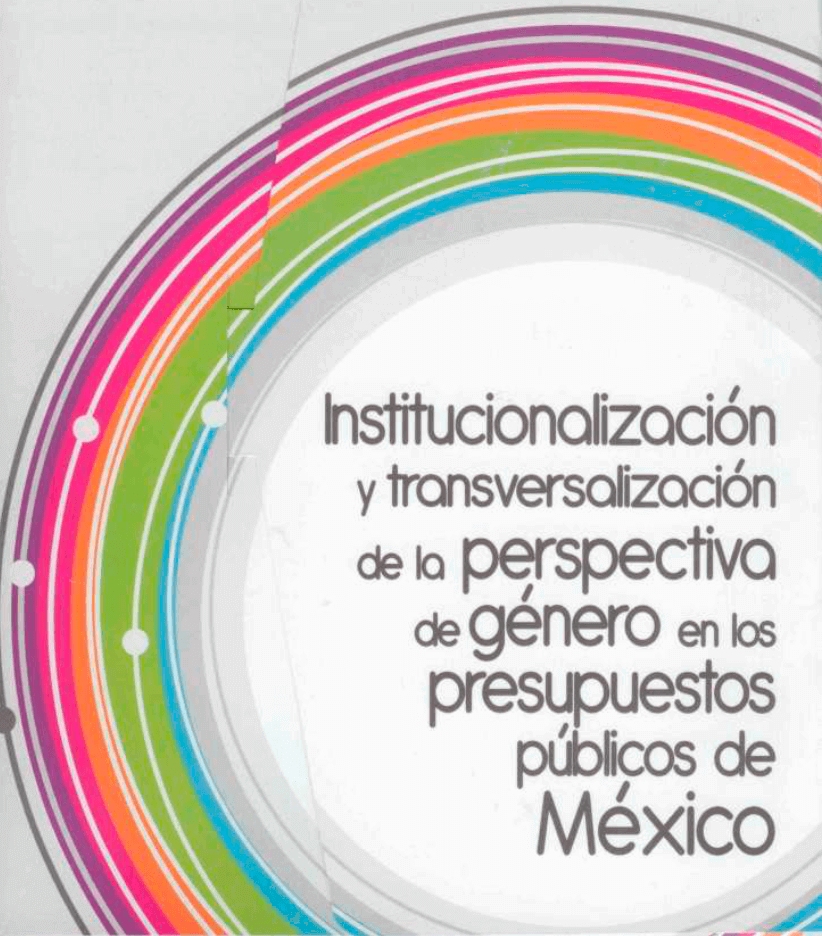 Institucionalización
y transversalización
de la perspectiva
de género en los
presupuestos
públicos de
México